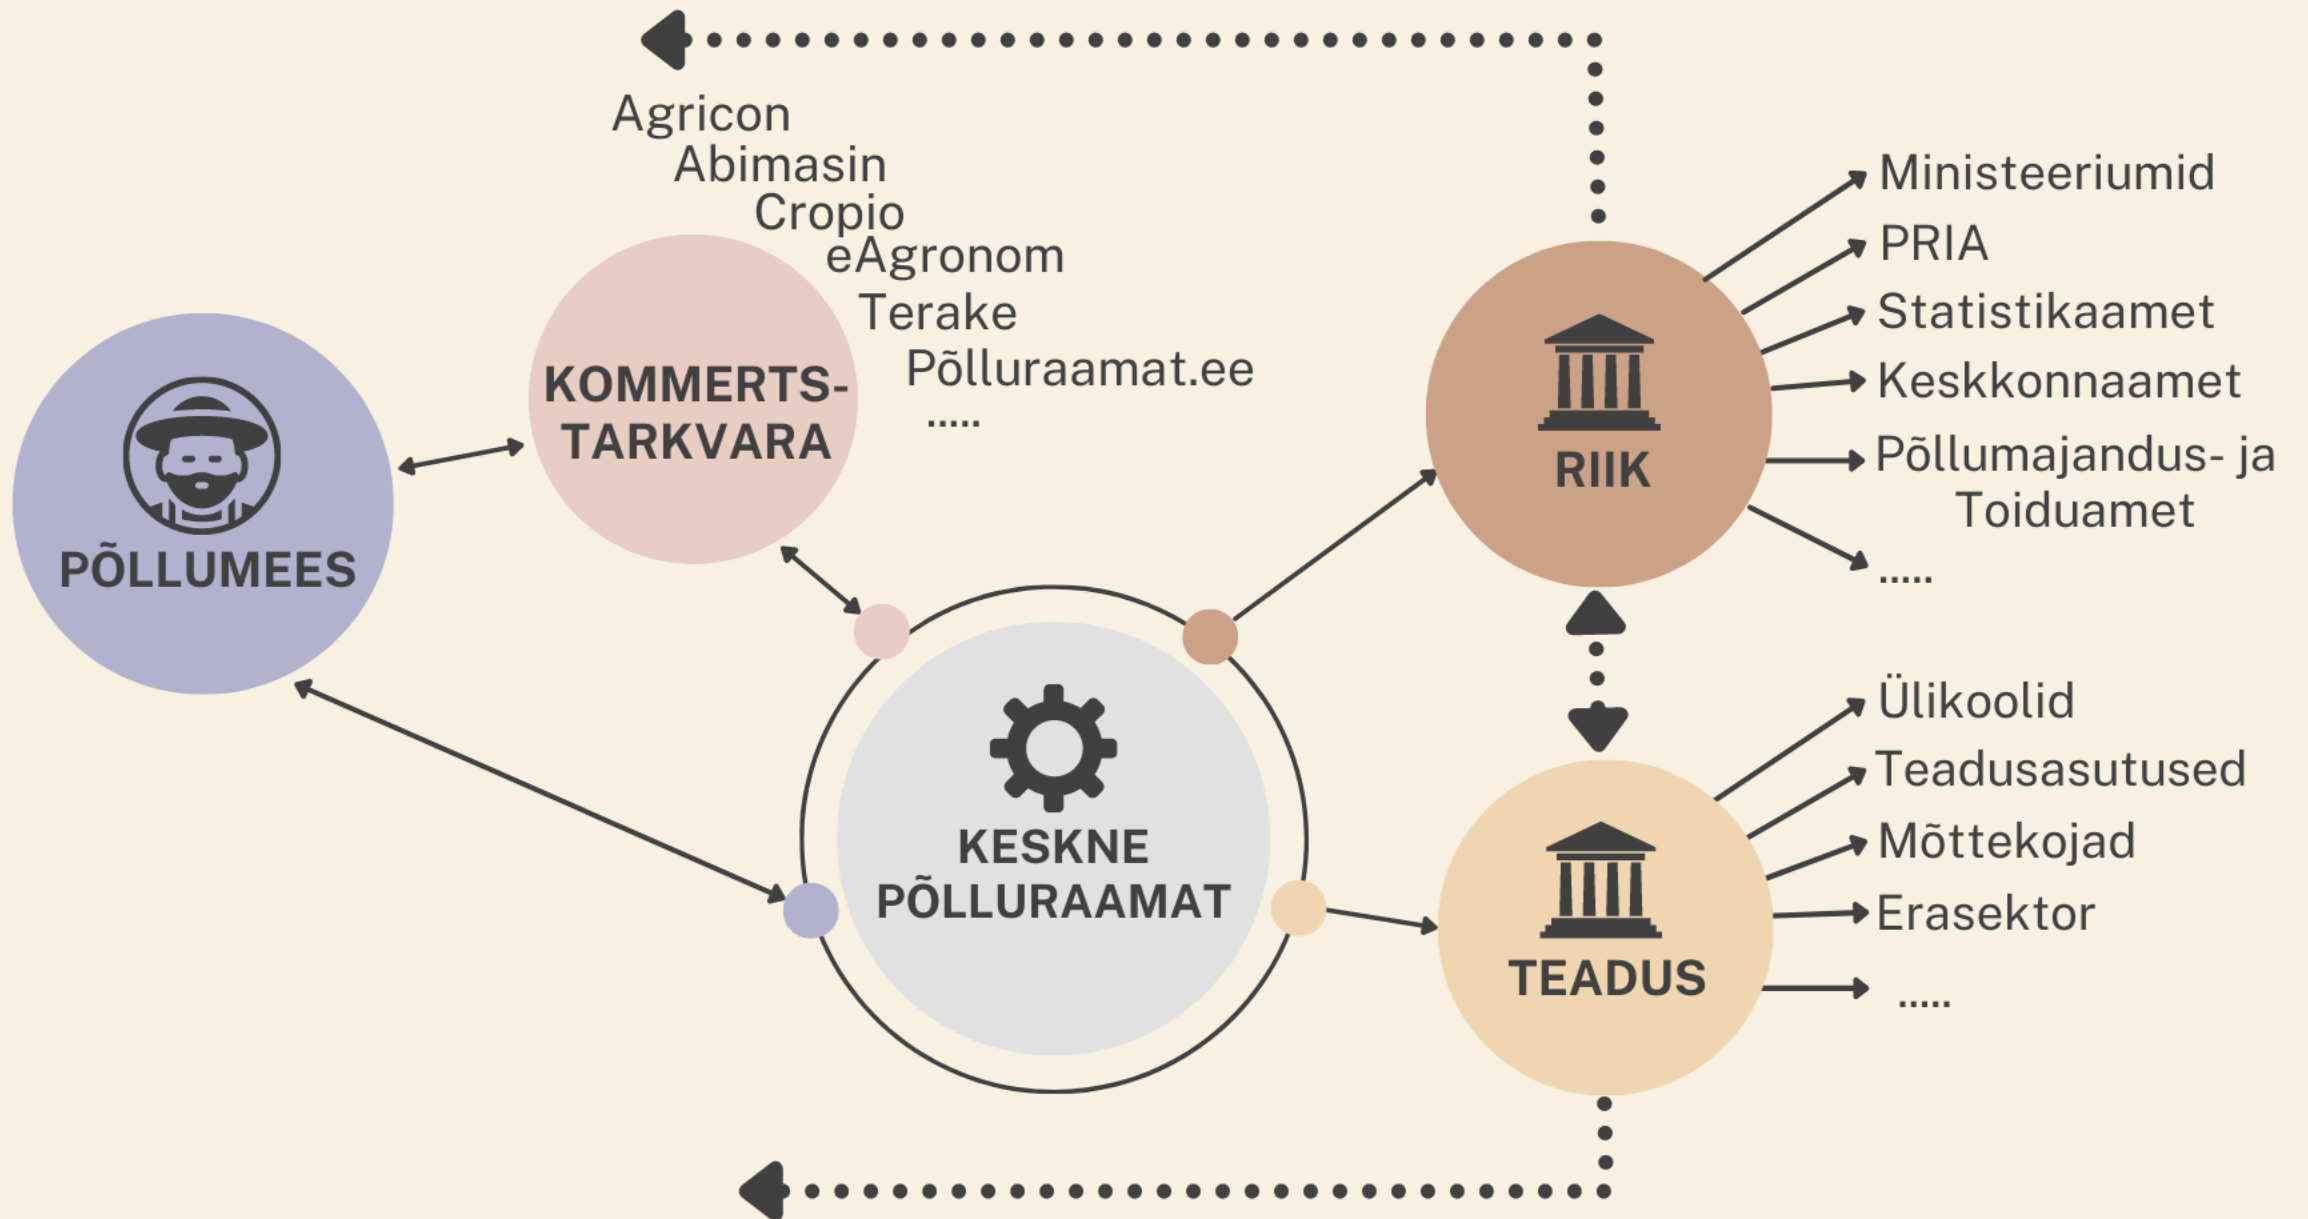 Agricon
Abimasin
Cropio
eAgronom
Terake
Põlluraamat.ee
.....
KOMMERTS-
TARKVARA
PÕLLUMEES
KESKNE
PÕLLURAAMAT
RIIK
Ministeeriumid
PRIA
Statistikaamet
Keskkonnaamet
Põllumajandus- ja
Toiduamet
.....
TEADUS
Ülikoolid
Teadusasutused
Mõttekojad
Erasektor
.....